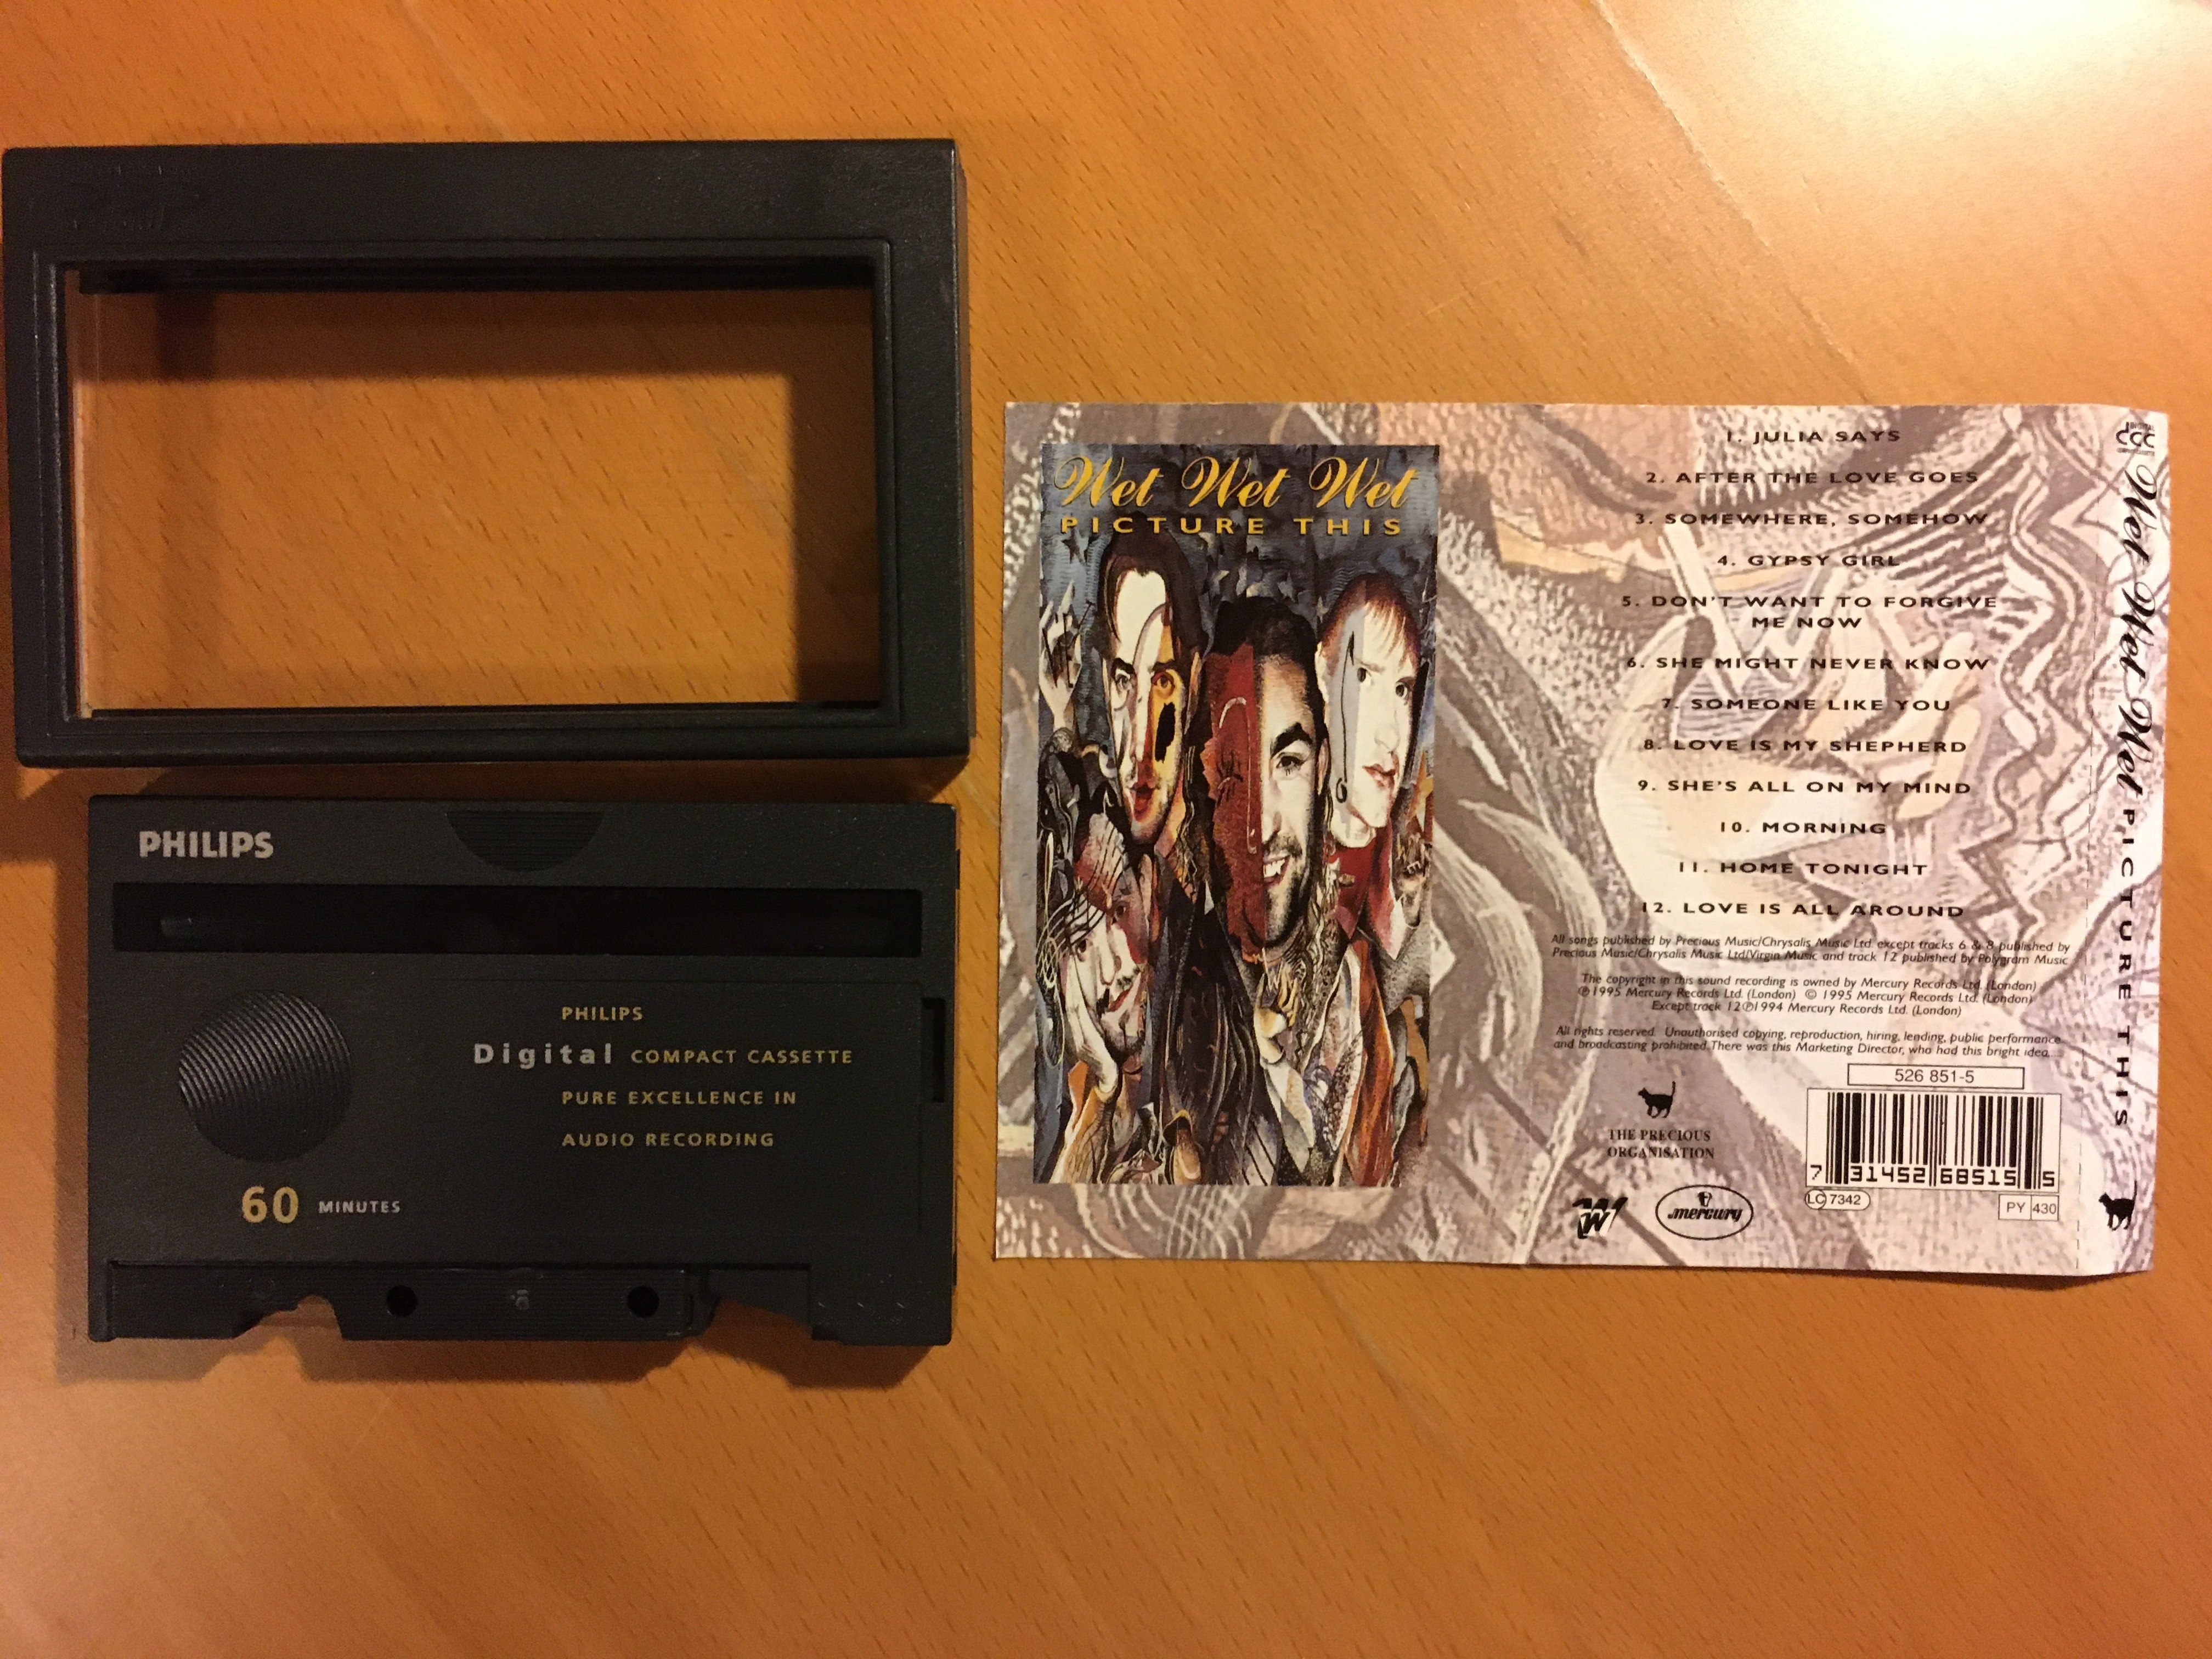 PHILIPS
PHILIPS
Digital COMPACT CASSETTE
PURE EXCELLENCE IN
AUDIO RECORDING
60 MINUTES
Wet Wet Wet
PICTURE THIS
1. JULIA SAYS
2. AFTER THE LOVE GOES
3. SOMEWHERE, SOMEHOW
4. GYPSY GIRL
5. DON'T WANT TO FORGIVE
ME NOW
6. SHE MIGHT NEVER KNOW
7. SOMEONE LIKE YOU
8. LOVE IS MY SHEPHERD
9. SHE'S ALL ON MY MIND
10. MORNING
11. HOME TONIGHT
12. LOVE IS ALL AROUND
All songs published by Precious Music/Chrysalis Music Ltd. except tracks 6 & 8 published by
Precious Music/Chrysalis Music Ltd/Virgin Music and track 12 published by Polygram Music
The copyright in this sound recording is owned by Mercury Records Ltd. (London)
℗ 1995 Mercury Records Ltd. (London) © 1995 Mercury Records Ltd. (London)
Except track 12 ℗ 1994 Mercury Records Ltd. (London)
All rights reserved. Unauthorised copying, reproduction, hiring, lending, public performance
and broadcasting prohibited. There was this Marketing Director, who had this bright idea....
526 851-5
THE PRECIOUS
ORGANISATION
7 31452 68515 5
mercury
LC 7342
PY 430
dcc
Wet Wet Wet PICTURE THIS